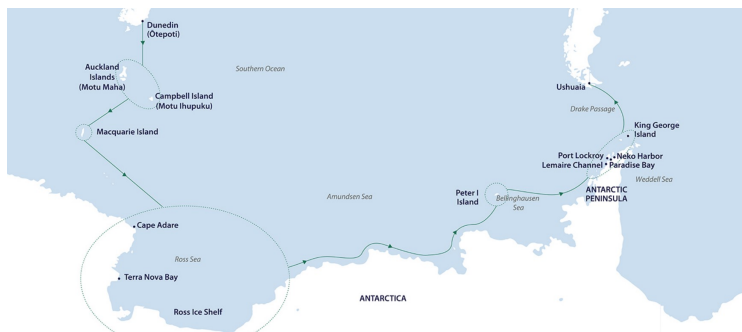 Dunedin
(Ōtepoti)
Auckland
Islands
(Motu Maha)
Southern Ocean
Campbell Island
(Motu Ihupuku)
Macquarie Island
Ushuaia
Drake Passage
King George
Island
Port Lockroy
Neko Harbor
Lemaire Channel
Paradise Bay
Weddell Sea
ANTARCTIC
PENINSULA
Peter I
Island
Bellinghausen
Sea
Amundsen Sea
Cape Adare
Ross Sea
Terra Nova Bay
Ross Ice Shelf
ANTARCTICA